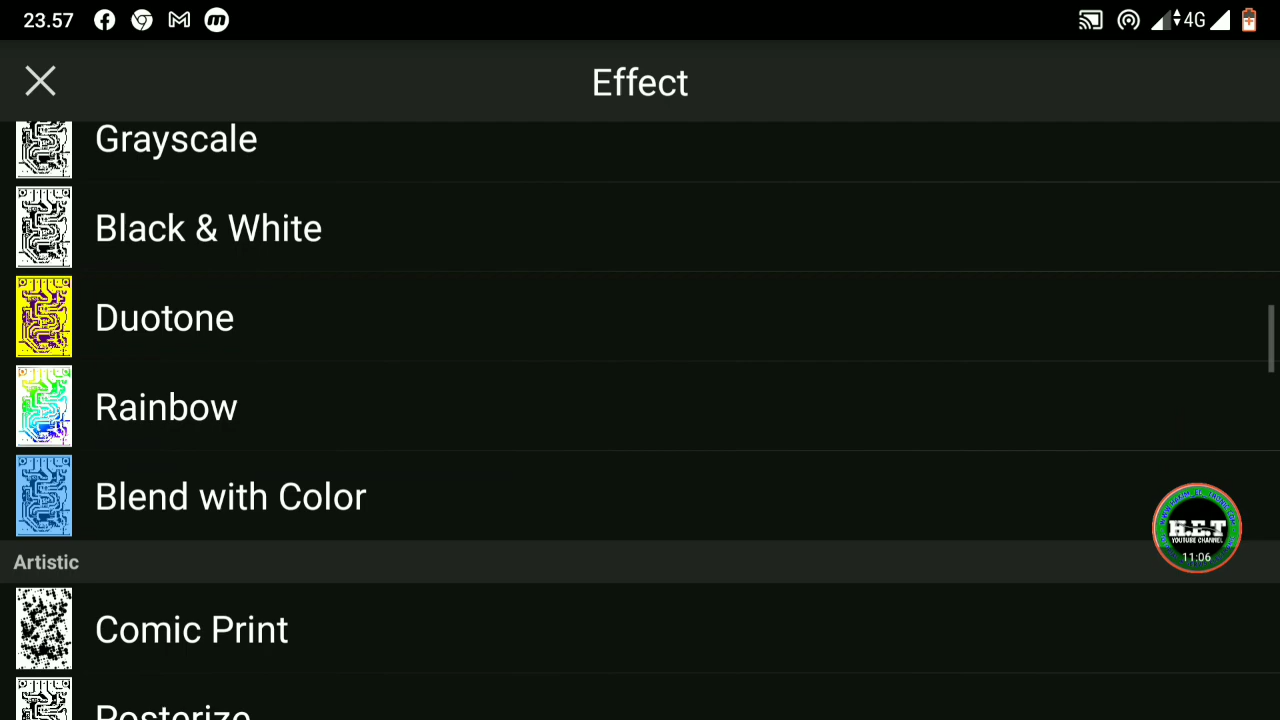 23.57
4G
Effect
Grayscale
Black & White
Duotone
Rainbow
Blend with Color
H.E.T
YOUTUBE CHANNEL
11:06
Artistic
Comic Print
Posterize